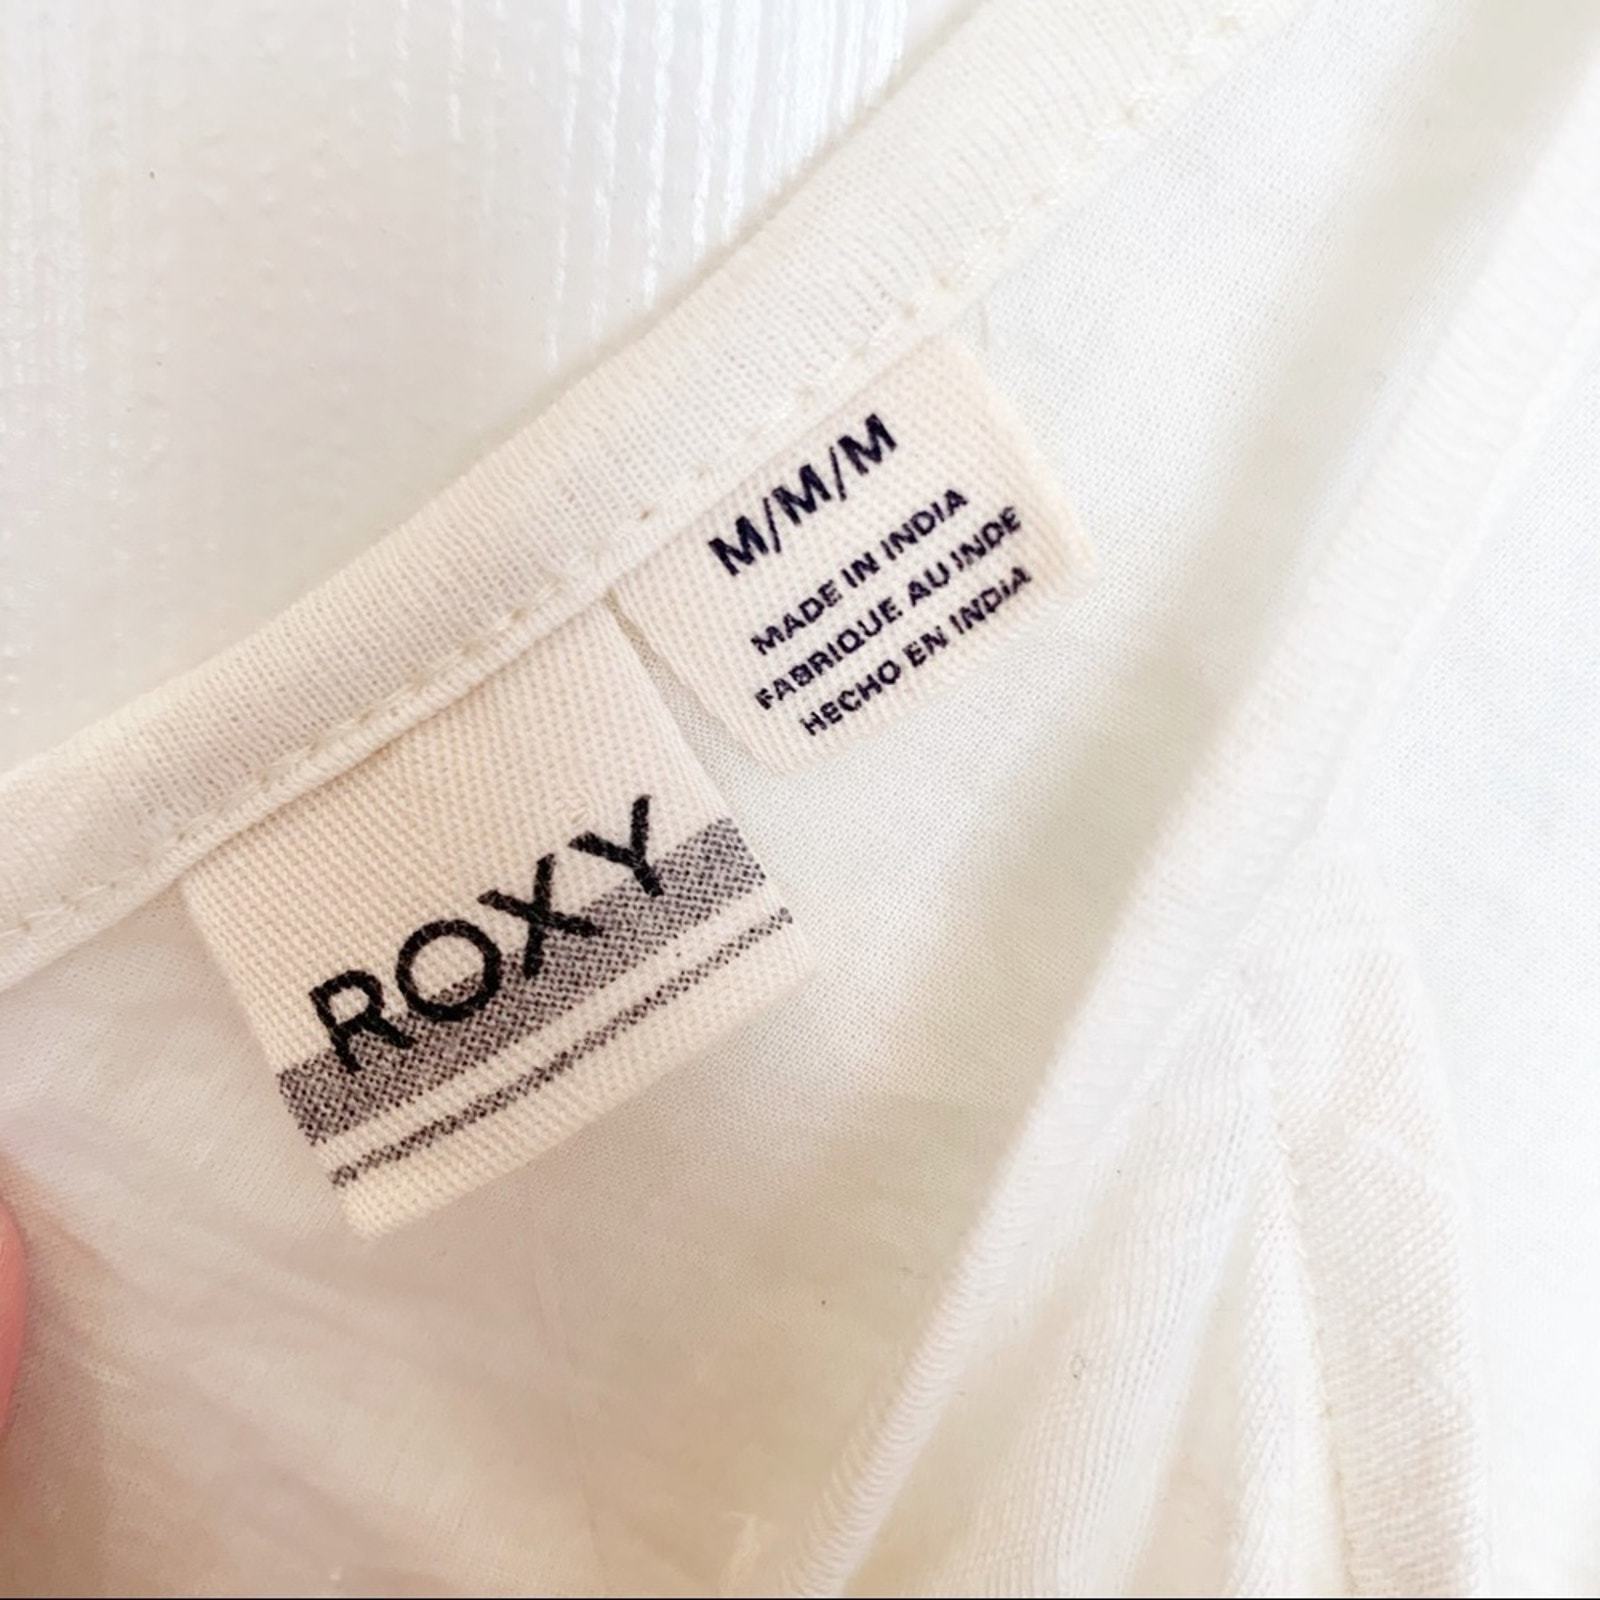 M/M/M
MADE IN INDIA
FABRIQUE AU INDE
HECHO EN INDIA
ROXY